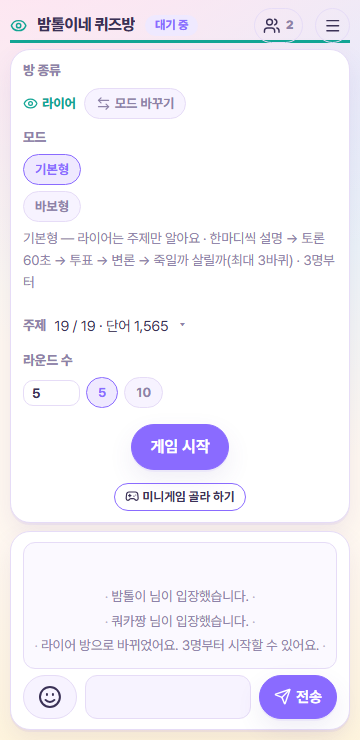 밤톨이네 퀴즈방 대기 중 2
방 종류
라이어 모드 바꾸기
모드
기본형
바보형
기본형 — 라이어는 주제만 알아요 · 한마디씩 설명 → 토론
60초 → 투표 → 변론 → 죽일까 살릴까(최대 3바퀴) · 3명부
터
주제 19 / 19 · 단어 1,565
라운드 수
5 5 10
게임 시작
미니게임 골라 하기
· 밤톨이 님이 입장했습니다. ·
· 쿼카짱 님이 입장했습니다. ·
· 라이어 방으로 바뀌었어요. 3명부터 시작할 수 있어요. ·
전송